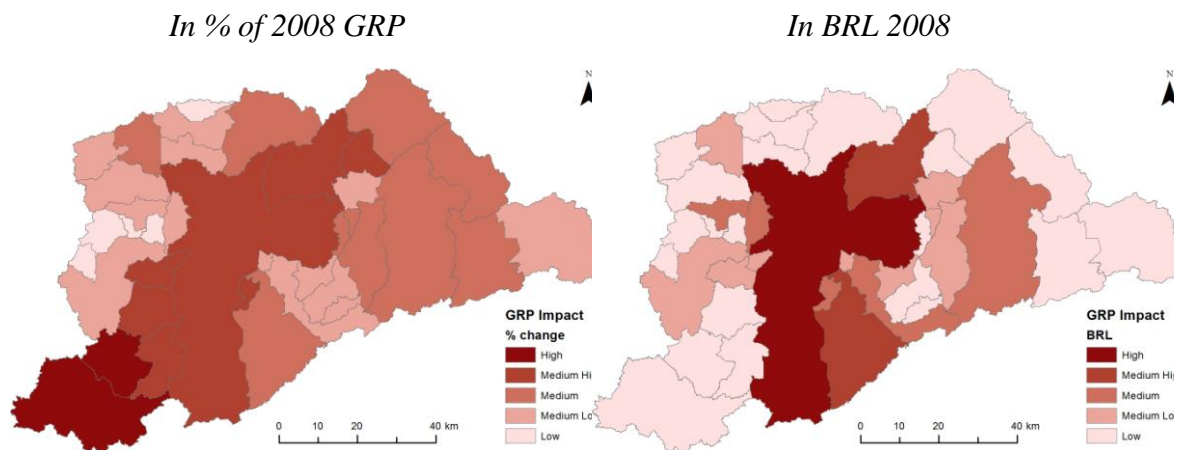 In % of 2008 GRP
In BRL 2008
N
N
GRP Impact
% change
High
Medium Hi
Medium
Medium Lo
Low
0 10 20 40 km
GRP Impact
BRL
High
Medium Hi
Medium
Medium Lo
Low
0 10 20 40 km